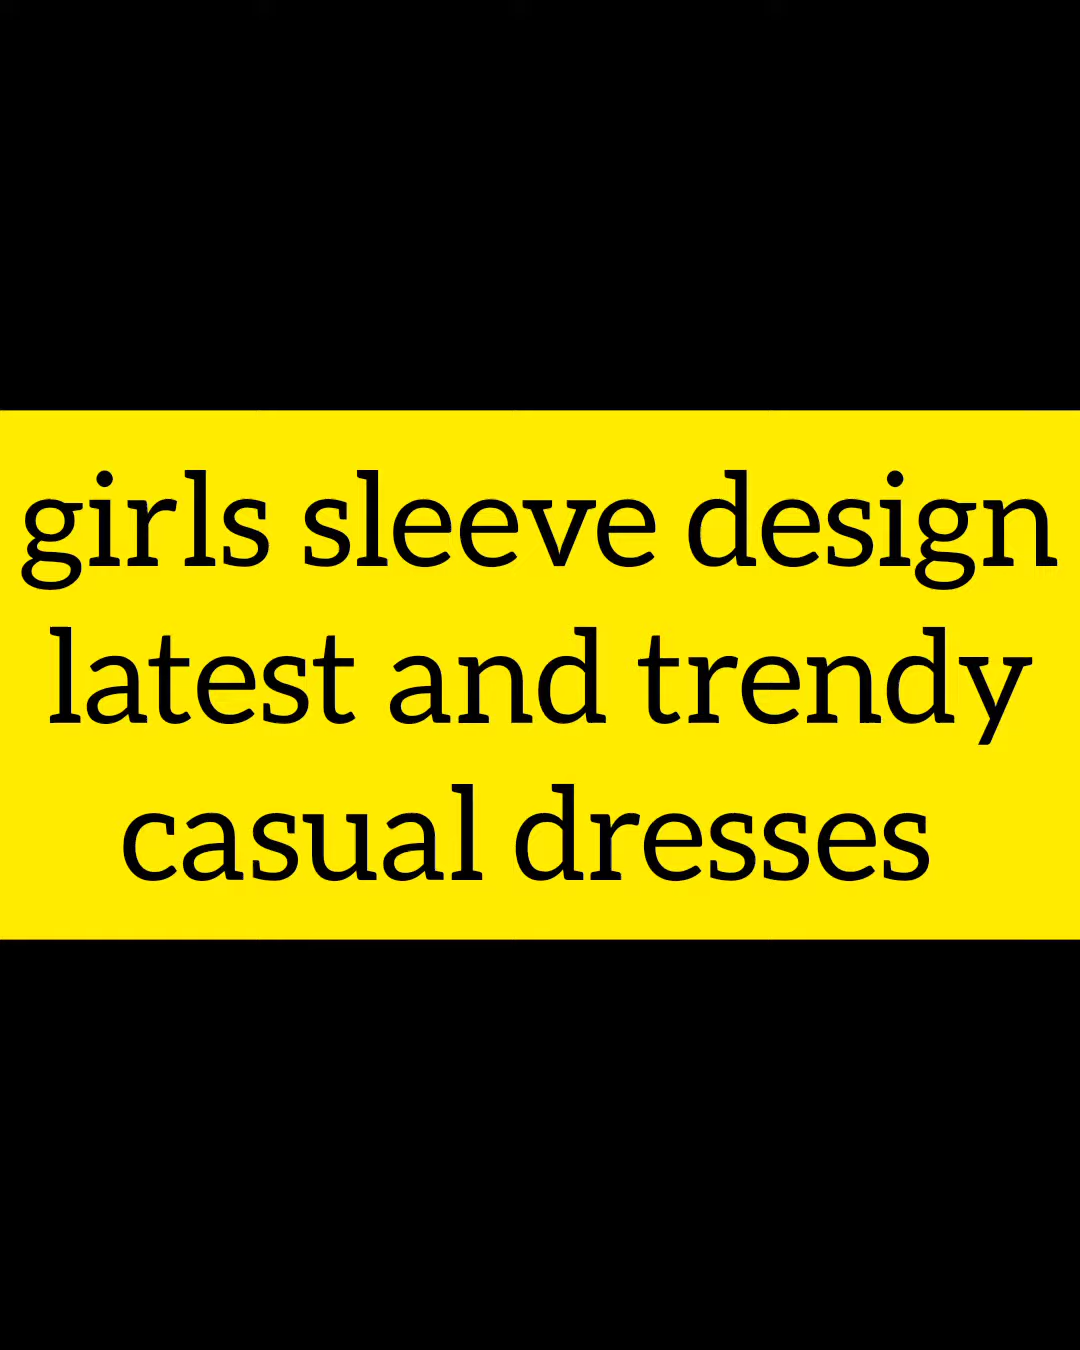 girls sleeve design
latest and trendy
casual dresses